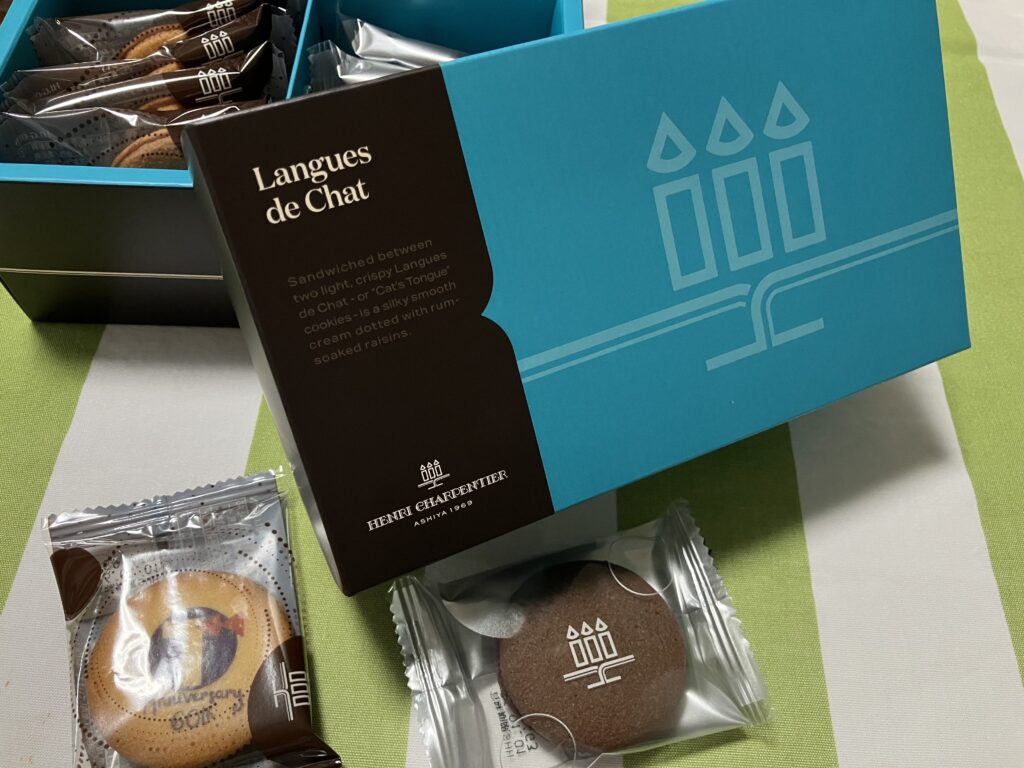 Langues
de Chat
Sandwiched between
two light, crispy Langues
de Chat - or "Cat's Tongue"
cookies - is a silky smooth
cream dotted with rum-
soaked raisins.
HENRI CHARPENTIER
ASHIYA 1969
Anniversary